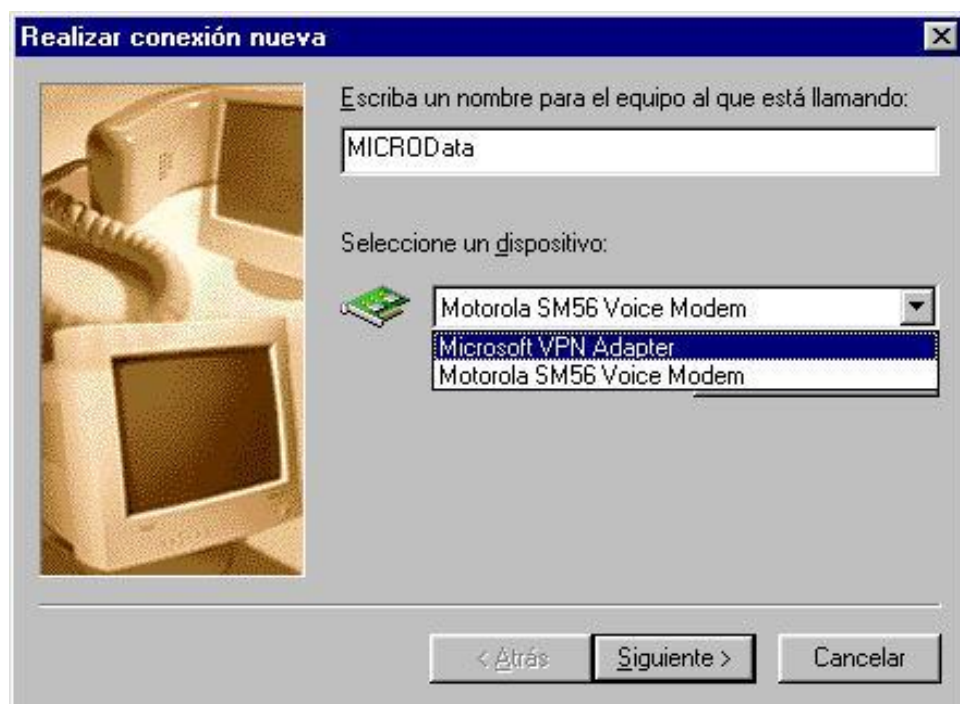 Realizar conexión nueva
Escriba un nombre para el equipo al que está llamando:
MICROData
Seleccione un dispositivo:
Motorola SM56 Voice Modem
Microsoft VPN Adapter
Motorola SM56 Voice Modem
< Atrás Siguiente > Cancelar